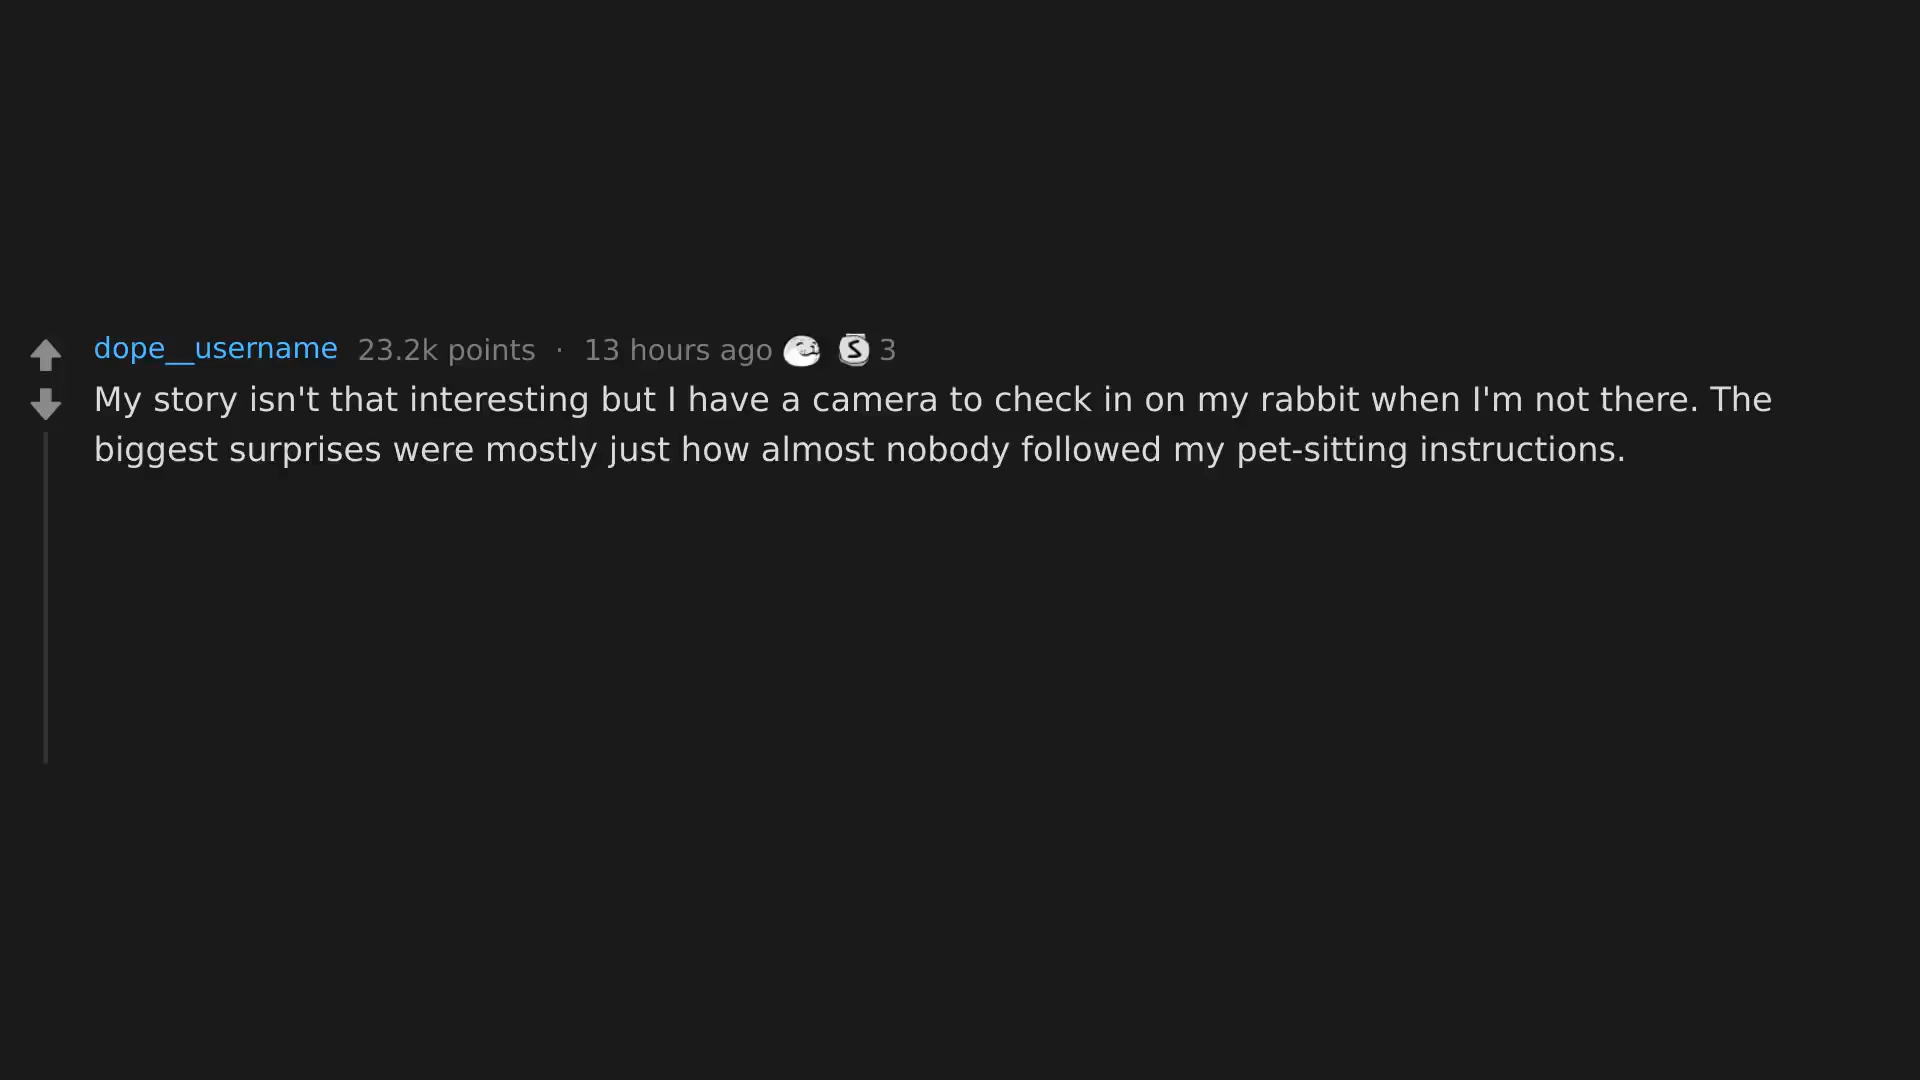 dope__username 23.2k points · 13 hours ago S 3
My story isn't that interesting but I have a camera to check in on my rabbit when I'm not there. The
biggest surprises were mostly just how almost nobody followed my pet-sitting instructions.